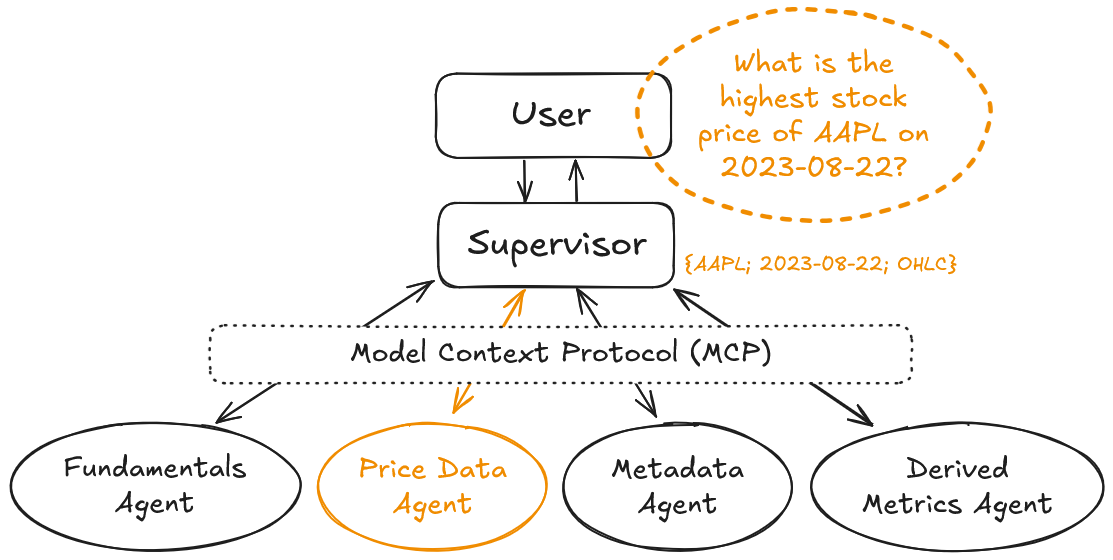 What is the
highest stock
price of AAPL on
2023-08-22?
User
Supervisor
{AAPL; 2023-08-22; OHLC}
Model Context Protocol (MCP)
Fundamentals
Agent
Price Data
Agent
Metadata
Agent
Derived
Metrics Agent